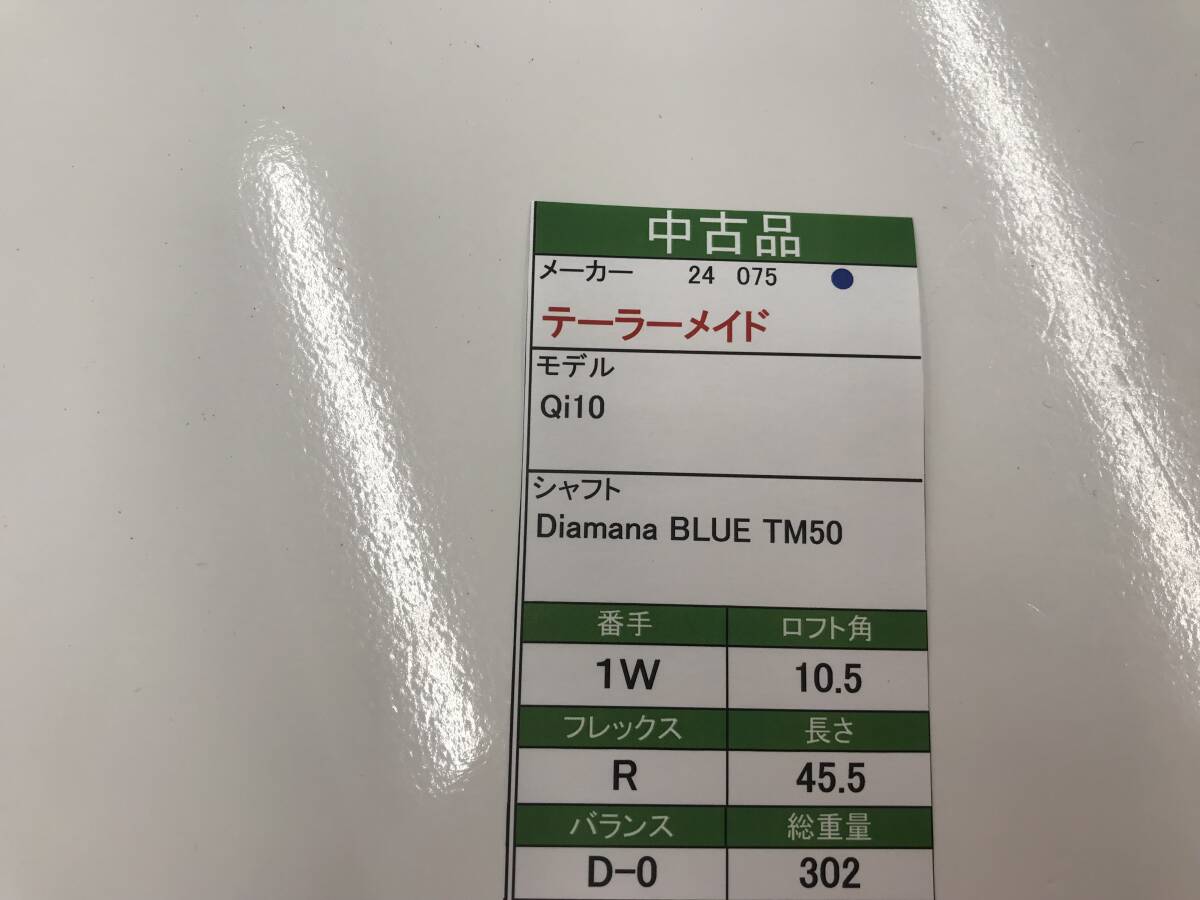 中古品
メーカー 24 075
テーラーメイド
モデル
Qi10
シャフト
Diamana BLUE TM50
番手 ロフト角
1W 10.5
フレックス 長さ
R 45.5
バランス 総重量
D-0 302